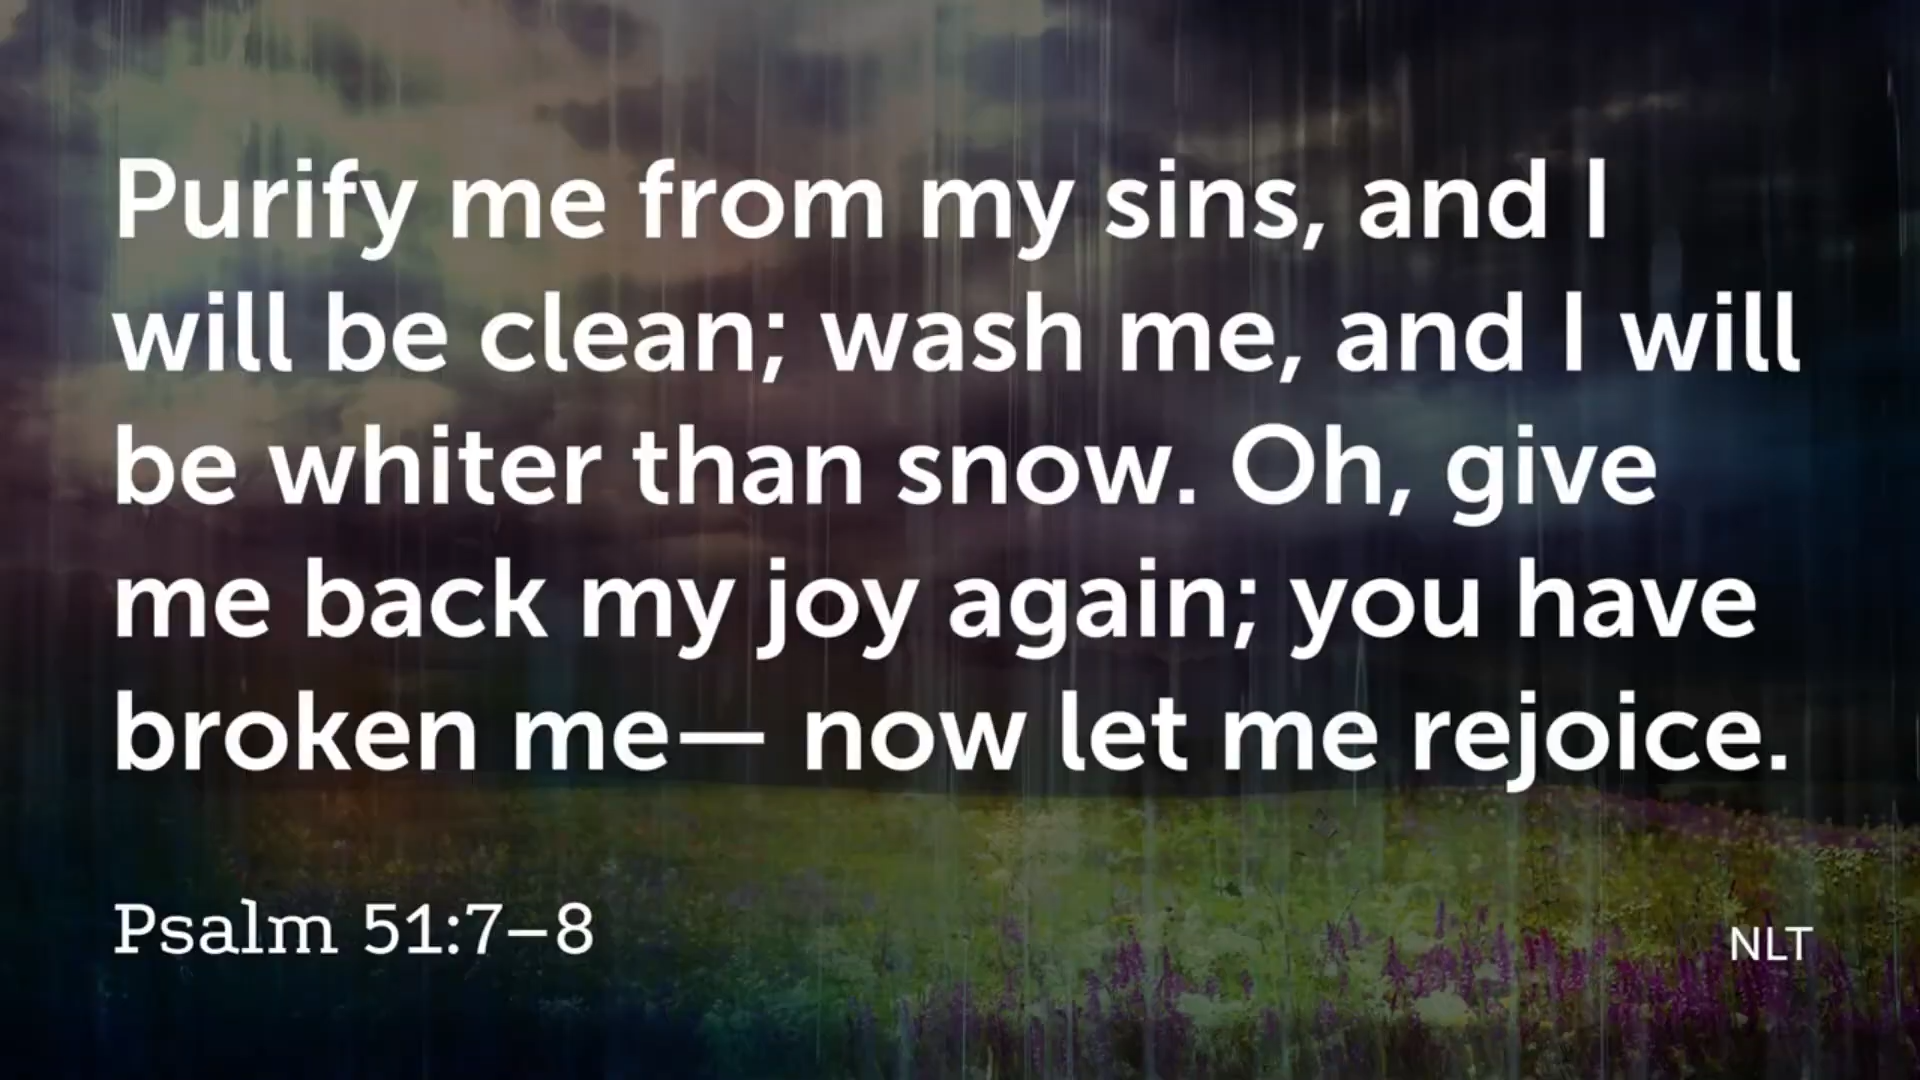 Purify me from my sins, and I
will be clean; wash me, and I will
be whiter than snow. Oh, give
me back my joy again; you have
broken me— now let me rejoice.
Psalm 51:7–8
NLT